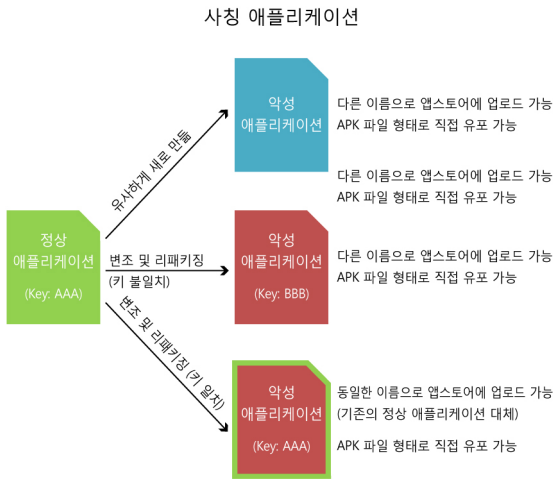 사칭 애플리케이션
악성
애플리케이션
다른 이름으로 앱스토어에 업로드 가능
APK 파일 형태로 직접 유포 가능
유사하게 새로 만듦
다른 이름으로 앱스토어에 업로드 가능
APK 파일 형태로 직접 유포 가능
정상
애플리케이션
(Key: AAA)
변조 및 리패키징
(키 불일치)
악성
애플리케이션
(Key: BBB)
다른 이름으로 앱스토어에 업로드 가능
APK 파일 형태로 직접 유포 가능
변조 및 리패키징 (키 일치)
악성
애플리케이션
(Key: AAA)
동일한 이름으로 앱스토어에 업로드 가능
(기존의 정상 애플리케이션 대체)
APK 파일 형태로 직접 유포 가능